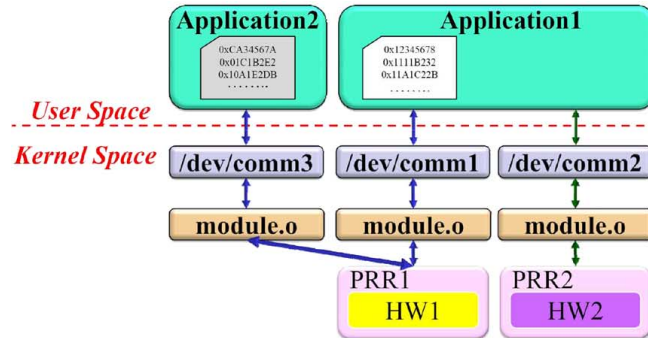 Application2
Application1
0xCA34567A
0x01C1B2E2
0x10A1E2DB
........
0x12345678
0x1111B232
0x11A1C22B
........
User Space
Kernel Space
/dev/comm3
/dev/comm1
/dev/comm2
module.o
module.o
module.o
PRR1
HW1
PRR2
HW2